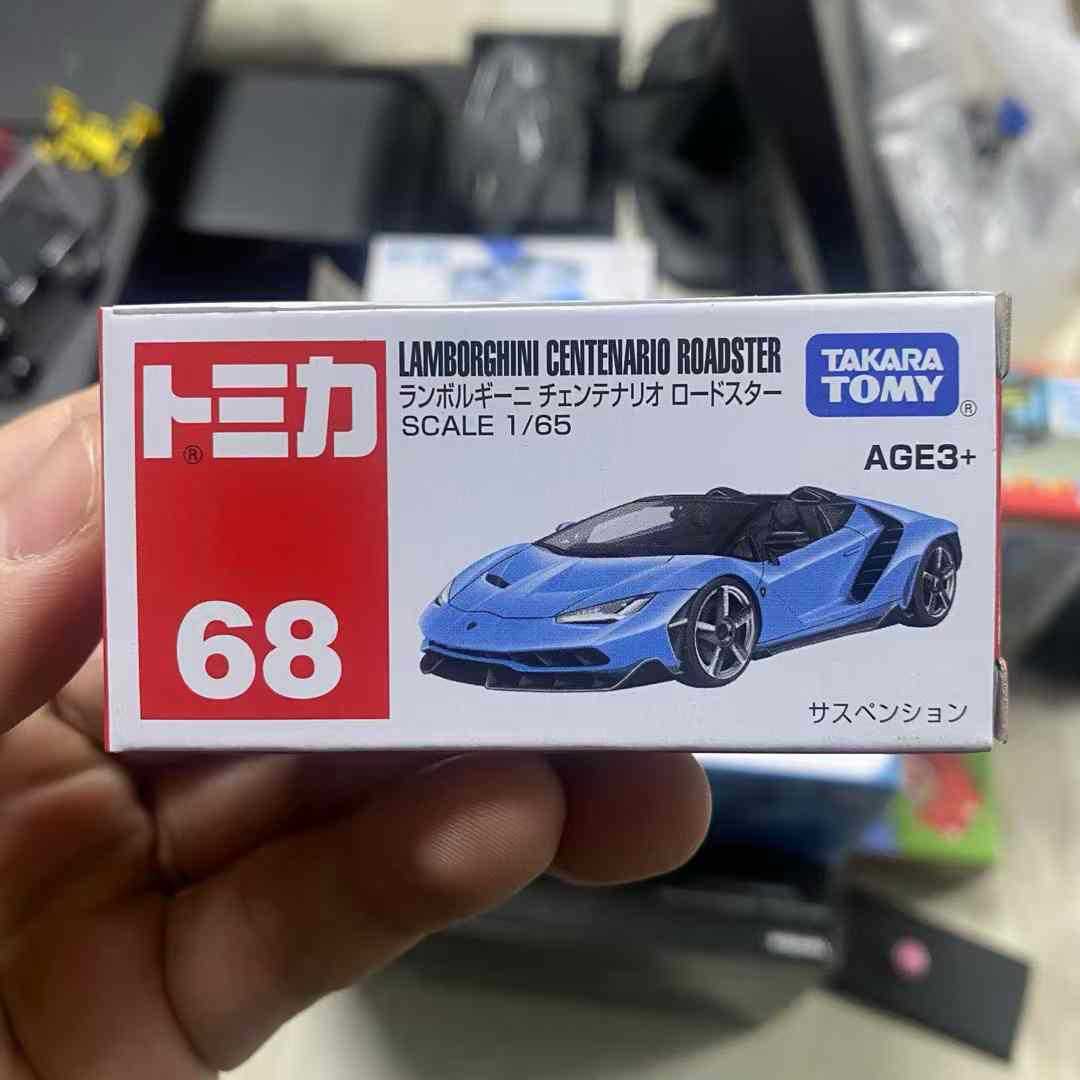 トミカ
®
68
LAMBORGHINI CENTENARIO ROADSTER
ランボルギーニ チェンテナリオ ロードスター
SCALE 1/65
TAKARA
TOMY
®
AGE3+
サスペンション